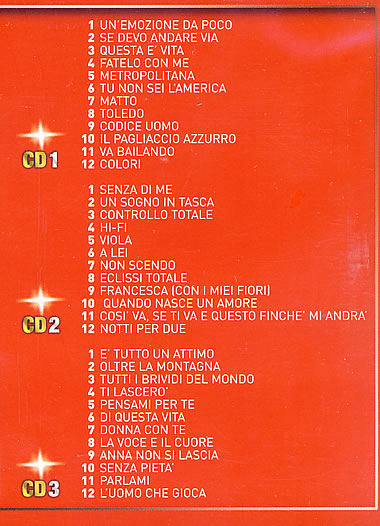 1 UN'EMOZIONE DA POCO
2 SE DEVO ANDARE VIA
3 QUESTA E' VITA
4 FATELO CON ME
5 METROPOLITANA
6 TU NON SEI L'AMERICA
7 MATTO
8 TOLEDO
9 CODICE UOMO
10 IL PAGLIACCIO AZZURRO
11 VA BAILANDO
12 COLORI
CD1
1 SENZA DI ME
2 UN SOGNO IN TASCA
3 CONTROLLO TOTALE
4 HI-FI
5 VIOLA
6 A LEI
7 NON SCENDO
8 ECLISSI TOTALE
9 FRANCESCA (CON I MIEI FIORI)
10 QUANDO NASCE UN AMORE
11 COSI' VA, SE TI VA E QUESTO FINCHE' MI ANDRA'
12 NOTTI PER DUE
CD2
1 E' TUTTO UN ATTIMO
2 OLTRE LA MONTAGNA
3 TUTTI I BRIVIDI DEL MONDO
4 TI LASCERO'
5 PENSAMI PER TE
6 DI QUESTA VITA
7 DONNA CON TE
8 LA VOCE E IL CUORE
9 ANNA NON SI LASCIA
10 SENZA PIETA'
11 PARLAMI
12 L'UOMO CHE GIOCA
CD3